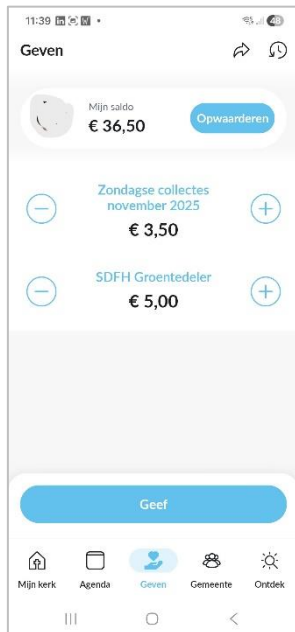 11:39
Geven
Mijn saldo
€ 36,50
Opwaarderen
Zondagse collectes
november 2025
€ 3,50
SDFH Groentedeler
€ 5,00
Geef
Mijn kerk Agenda Geven Gemeente Ontdek